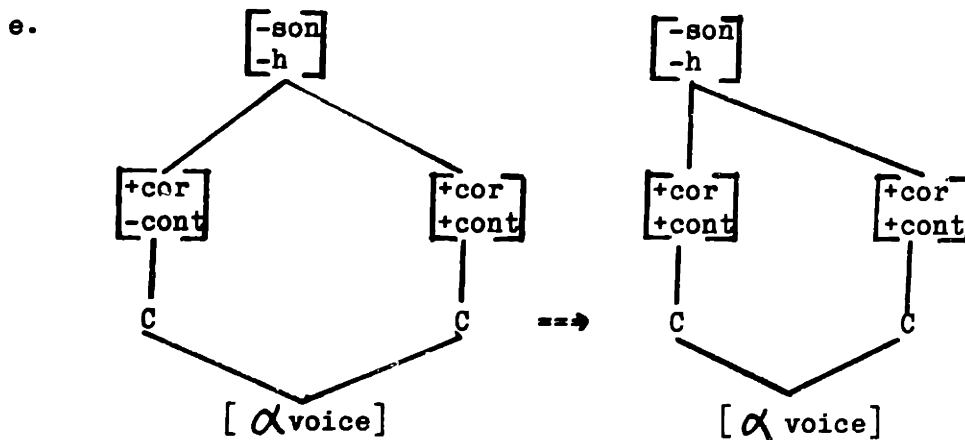 e.
[-son [-son
-h] -h]
[+cor [+cor [+cor [+cor
-cont] +cont] +cont] +cont]
C C ==⇒ C C
[ α voice] [ α voice]